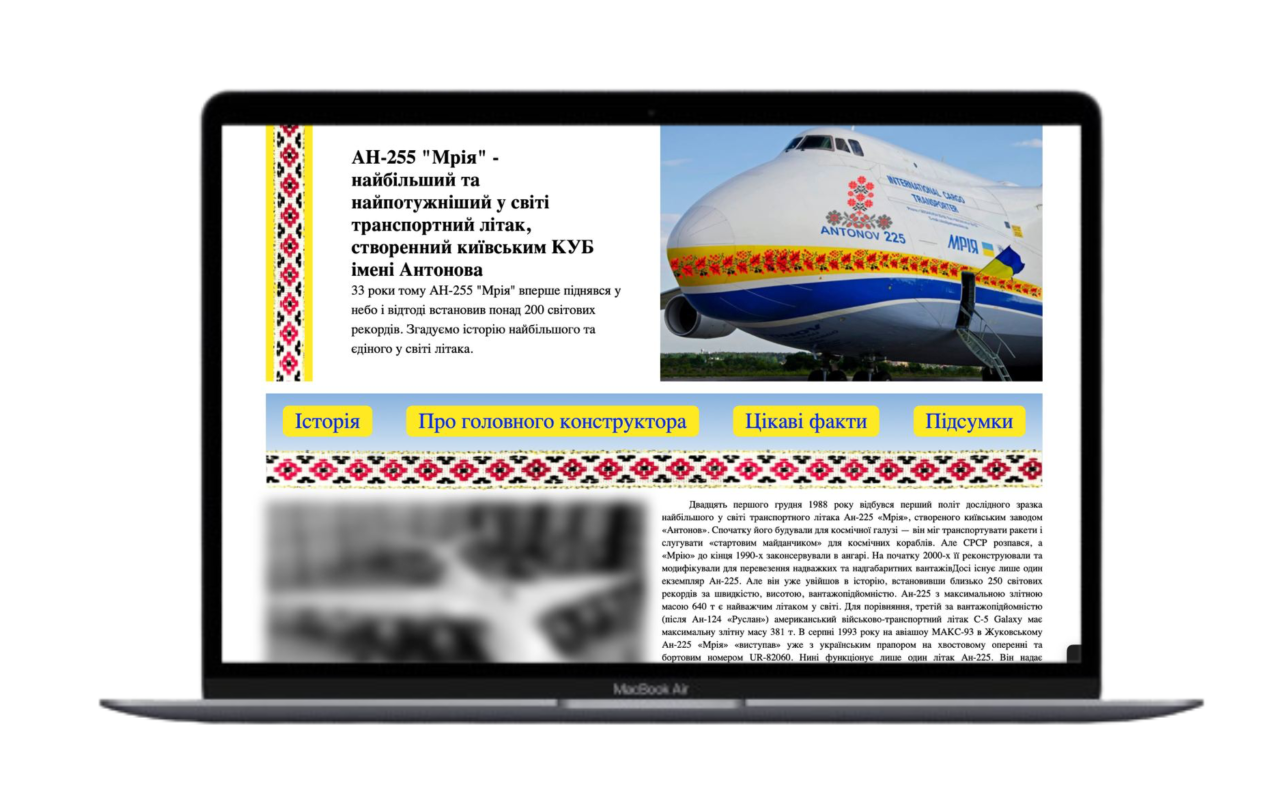 АН-255 "Мрія" -
найбільший та
найпотужніший у світі
транспортний літак,
створенний київським КУБ
імені Антонова
33 роки тому АН-255 "Мрія" вперше піднявся у
небо і відтоді встановив понад 200 світових
рекордів. Згадуємо історію найбільшого та
єдіного у світі літака.
INTERNATIONAL CARGO
TRANSPORTER
ANTONOV 225
МРІЯ
Історія
Про головного конструктора
Цікаві факти
Підсумки
Двадцять першого грудня 1988 року відбувся перший політ дослідного зразка
найбільшого у світі транспортного літака Ан-225 «Мрія», створеного київським заводом
«Антонов». Спочатку його будували для космічної галузі — він міг транспортувати ракети і
слугувати «стартовим майданчиком» для космічних кораблів. Але СРСР розпався, а
«Мрію» до кінця 1990-х законсервували в ангарі. На початку 2000-х її реконструювали та
модифікували для перевезення надважких та надгабаритних вантажівДосі існує лише один
екземпляр Ан-225. Але він уже увійшов в історію, встановивши близько 250 світових
рекордів за швидкістю, висотою, вантажопідйомністю. Ан-225 з максимальною злітною
масою 640 т є найважчим літаком у світі. Для порівняння, третій за вантажопідйомністю
(після Ан-124 «Руслан») американський військово-транспортний літак C-5 Galaxy має
максимальну злітну масу 381 т. В серпні 1993 року на авіашоу МАКС-93 в Жуковському
Ан-225 «Мрія» «виступав» уже з українським прапором на хвостовому оперенні та
бортовим номером UR-82060. Нині функціонує лише один літак Ан-225. Він надає
MacBook Air